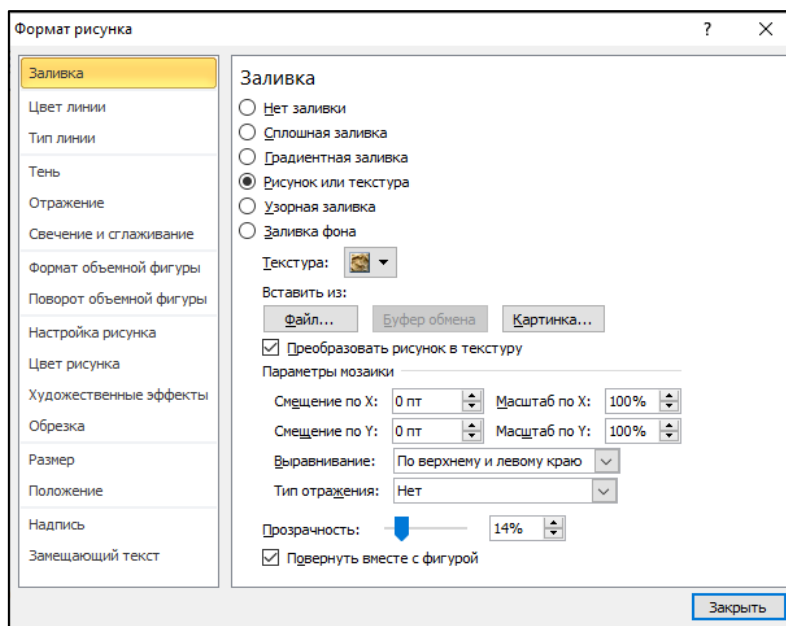 Формат рисунка
?
Заливка
Цвет линии
Тип линии
Тень
Отражение
Свечение и сглаживание
Формат объемной фигуры
Поворот объемной фигуры
Настройка рисунка
Цвет рисунка
Художественные эффекты
Обрезка
Размер
Положение
Надпись
Замещающий текст
Заливка
Нет заливки
Сплошная заливка
Градиентная заливка
Рисунок или текстура
Узорная заливка
Заливка фона
Текстура:
Вставить из:
Файл... Буфер обмена Картинка...
Преобразовать рисунок в текстуру
Параметры мозаики
Смещение по X: 0 пт Масштаб по X: 100%
Смещение по Y: 0 пт Масштаб по Y: 100%
Выравнивание: По верхнему и левому краю
Тип отражения: Нет
Прозрачность: 14%
Повернуть вместе с фигурой
Закрыть